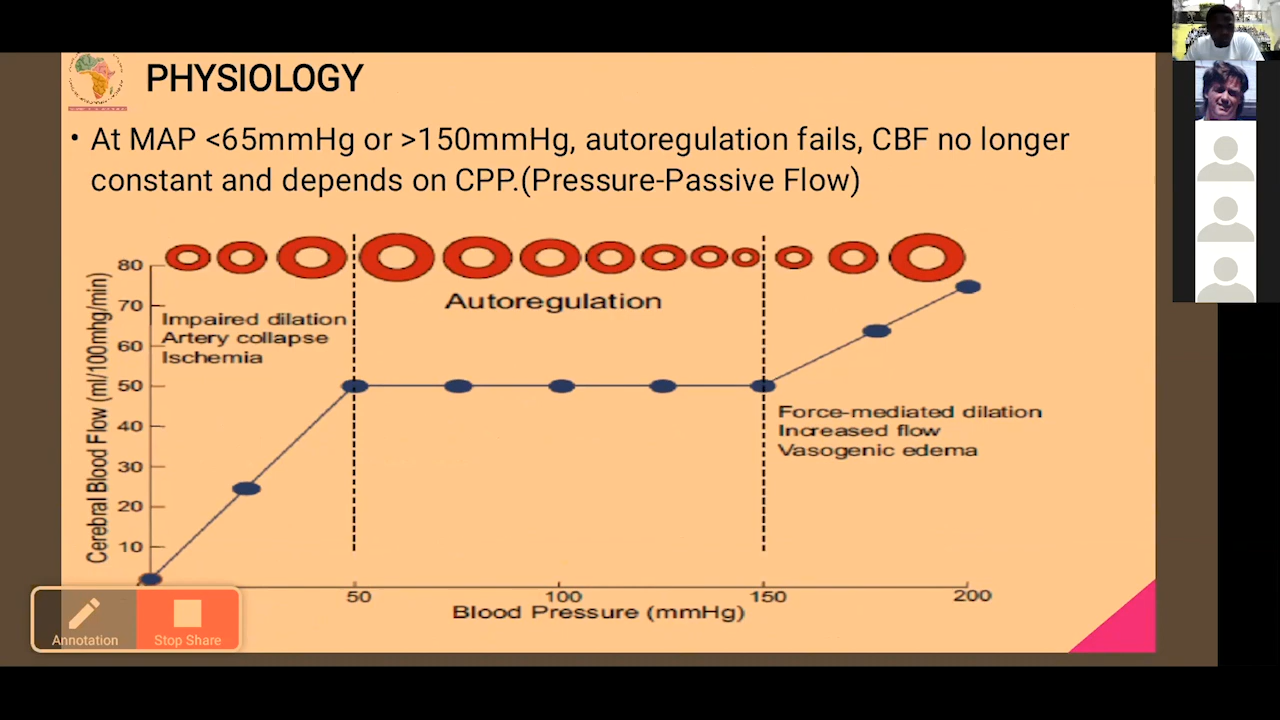 PHYSIOLOGY
• At MAP <65mmHg or >150mmHg, autoregulation fails, CBF no longer
constant and depends on CPP.(Pressure-Passive Flow)
Autoregulation
Impaired dilation
Artery collapse
Ischemia
Force-mediated dilation
Increased flow
Vasogenic edema
Cerebral Blood Flow (ml/100mhg/min)
80
70
60
50
40
30
20
10
50 100 150 200
Blood Pressure (mmHg)
Annotation
Stop Share